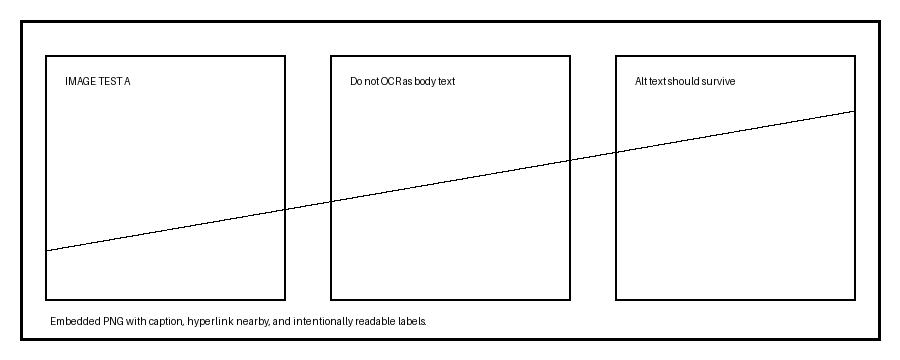 IMAGE TEST A
Do not OCR as body text
Alt text should survive
Embedded PNG with caption, hyperlink nearby, and intentionally readable labels.